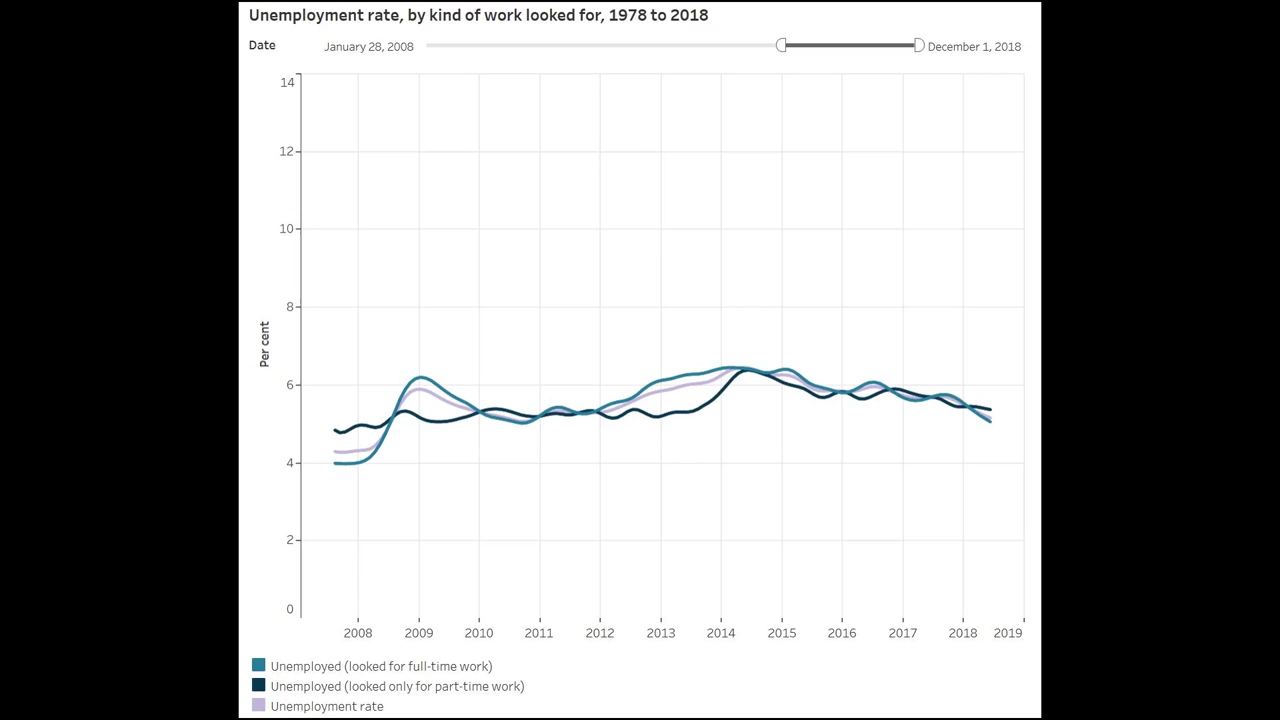 Unemployment rate, by kind of work looked for, 1978 to 2018
Date
January 28, 2008
December 1, 2018
14
12
10
8
6
4
2
0
Per cent
2008 2009 2010 2011 2012 2013 2014 2015 2016 2017 2018 2019
Unemployed (looked for full-time work)
Unemployed (looked only for part-time work)
Unemployment rate